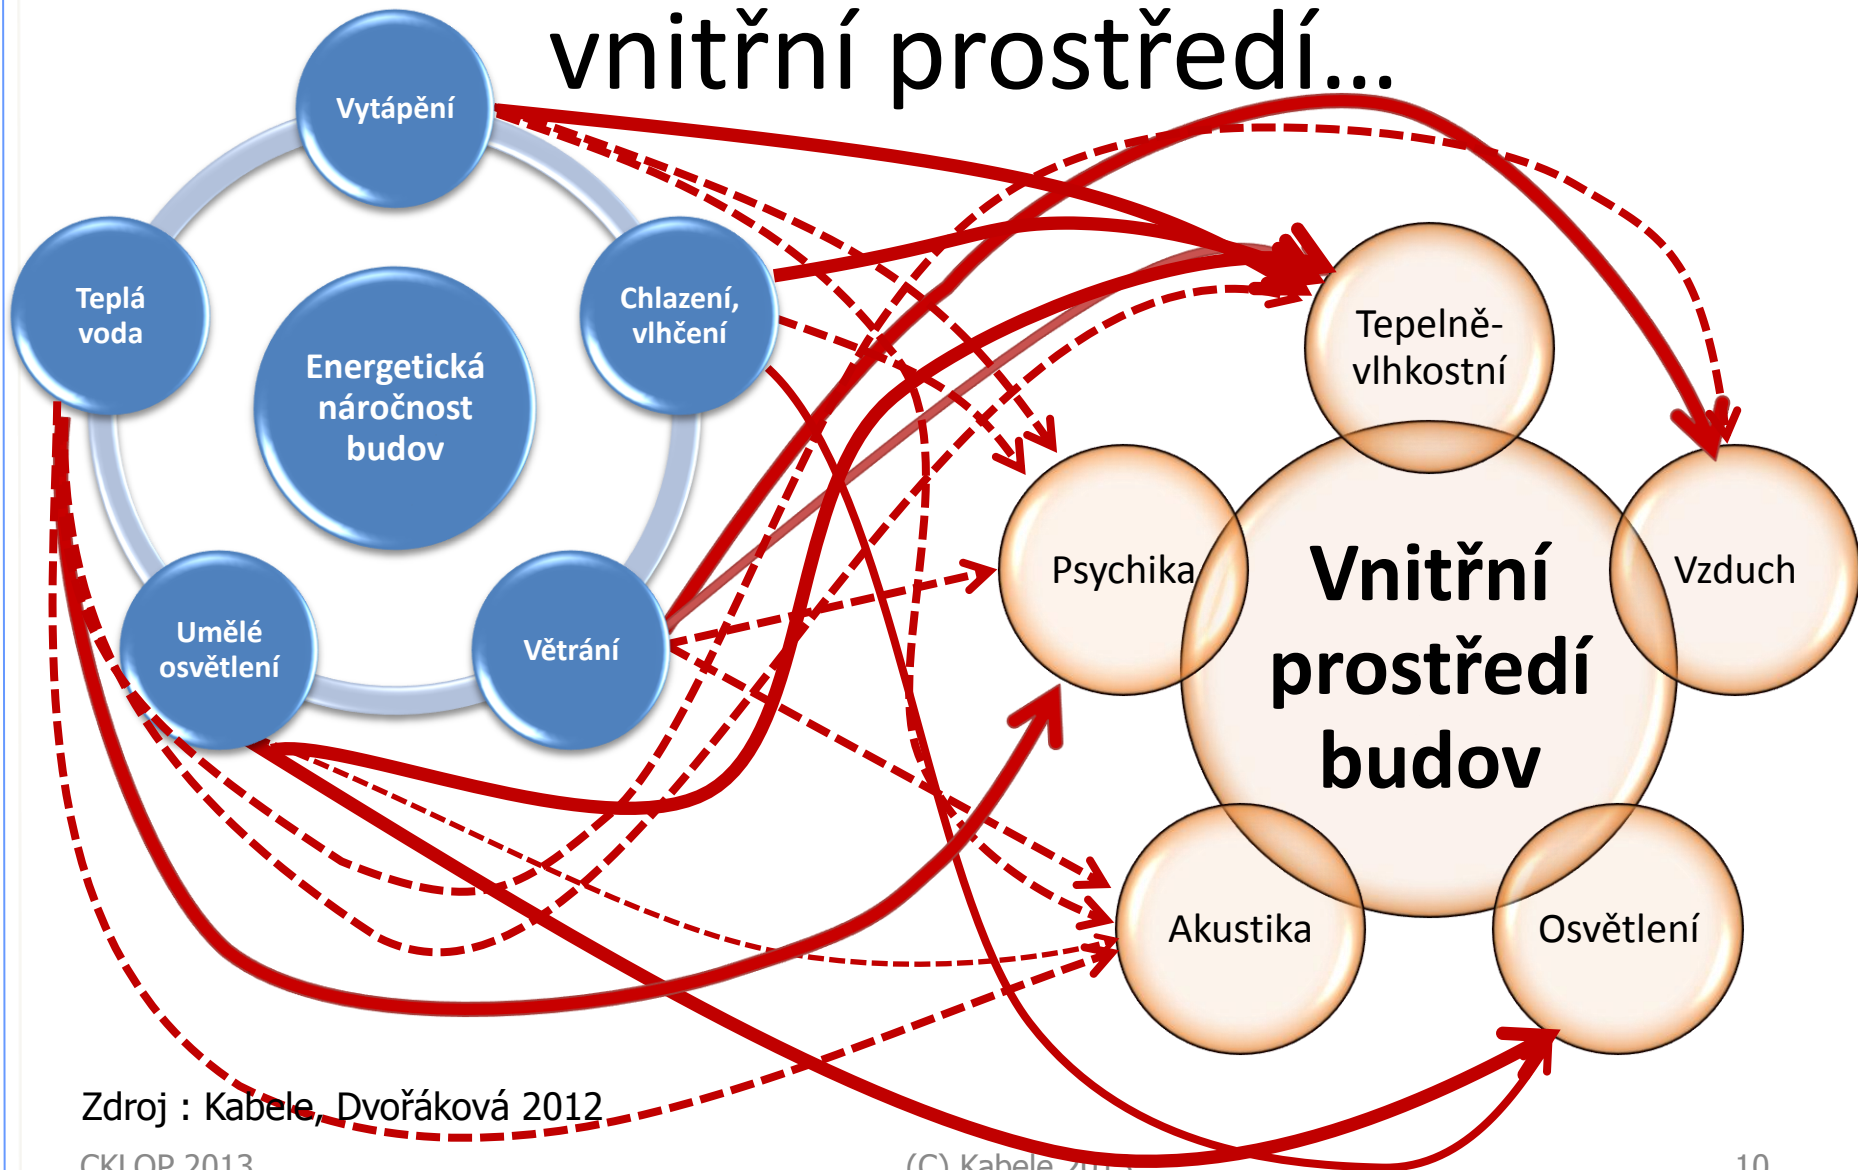 vnitřní prostředí...
Vytápění
Teplá
voda
Chlazení,
vlhčení
Energetická
náročnost
budov
Umělé
osvětlení
Větrání
Tepelně-
vlhkostní
Psychika
Vzduch
Vnitřní
prostředí
budov
Akustika
Osvětlení
Zdroj : Kabele, Dvořáková 2012
CKLOP 2013
(C) Kabele
10